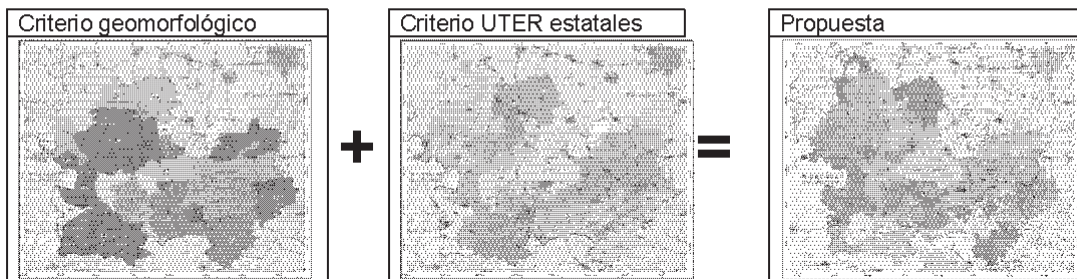 Criterio geomorfológico
Criterio UTER estatales
Propuesta
+
=